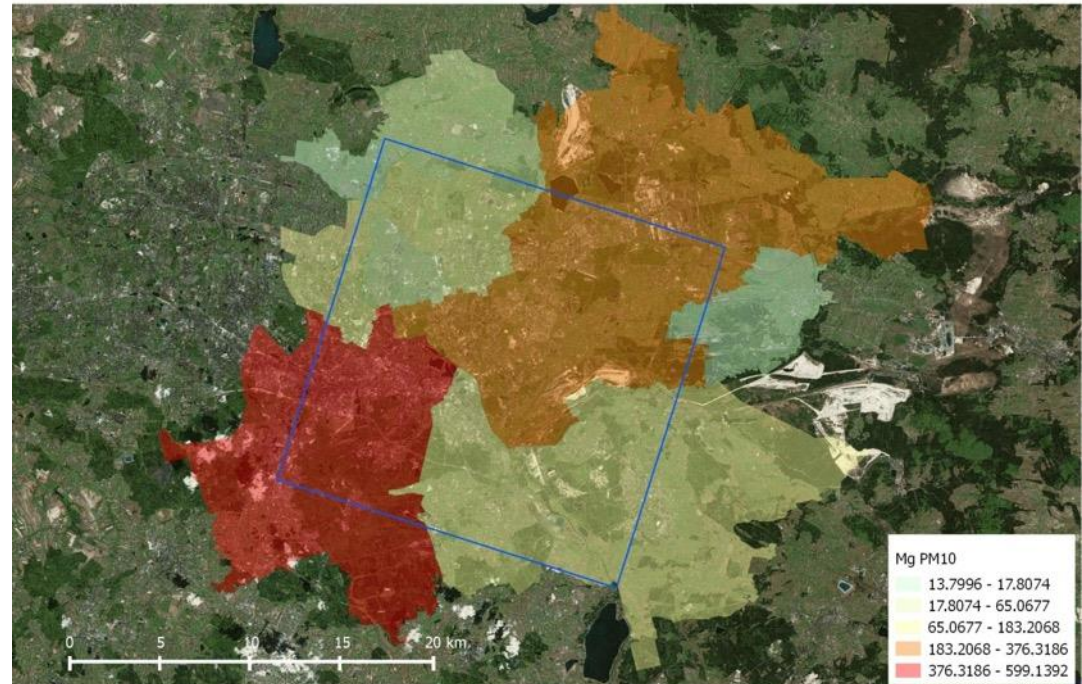 Mg PM10
13.7996 - 17.8074
17.8074 - 65.0677
65.0677 - 183.2068
183.2068 - 376.3186
376.3186 - 599.1392
0 5 10 15 20 km